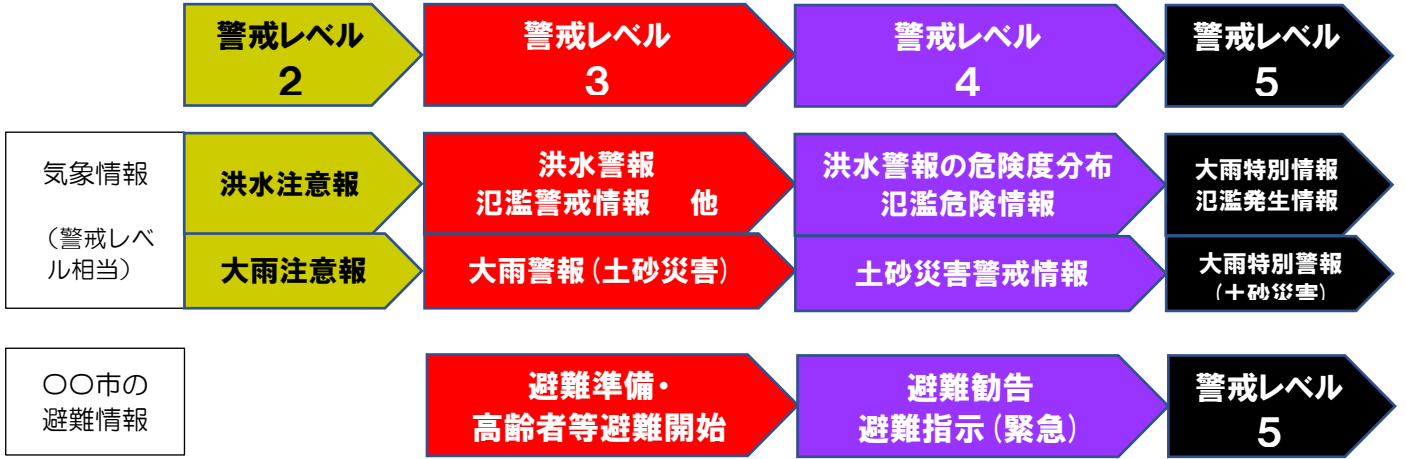 警戒レベル
2
警戒レベル
3
警戒レベル
4
警戒レベル
5
気象情報
（警戒レベ
ル相当）
洪水注意報
洪水警報
氾濫警戒情報　他
洪水警報の危険度分布
氾濫危険情報
大雨特別情報
氾濫発生情報
大雨注意報
大雨警報（土砂災害）
土砂災害警戒情報
大雨特別警報
（土砂災害）
〇〇市の
避難情報
避難準備・
高齢者等避難開始
避難勧告
避難指示（緊急）
警戒レベル
5